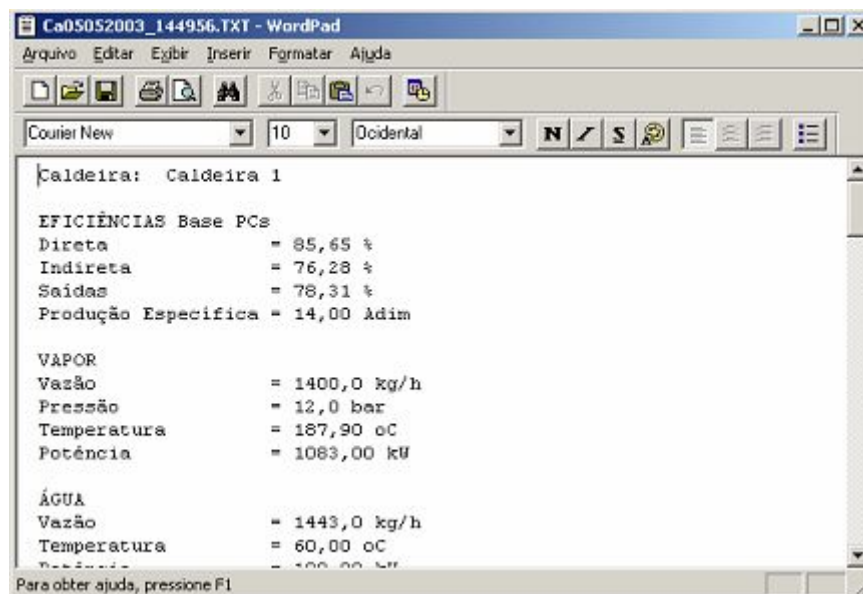 Ca05052003_144956.TXT - WordPad
Arquivo Editar Exibir Inserir Formatar Ajuda
Courier New 10 Ocidental N I S
Caldeira: Caldeira 1
EFICIÊNCIAS Base PCs
Direta = 85,65 %
Indireta = 76,28 %
Saídas = 78,31 %
Produção Específica = 14,00 Adim
VAPOR
Vazão = 1400,0 kg/h
Pressão = 12,0 bar
Temperatura = 187,90 oC
Potência = 1083,00 kW
ÁGUA
Vazão = 1443,0 kg/h
Temperatura = 60,00 oC
Para obter ajuda, pressione F1